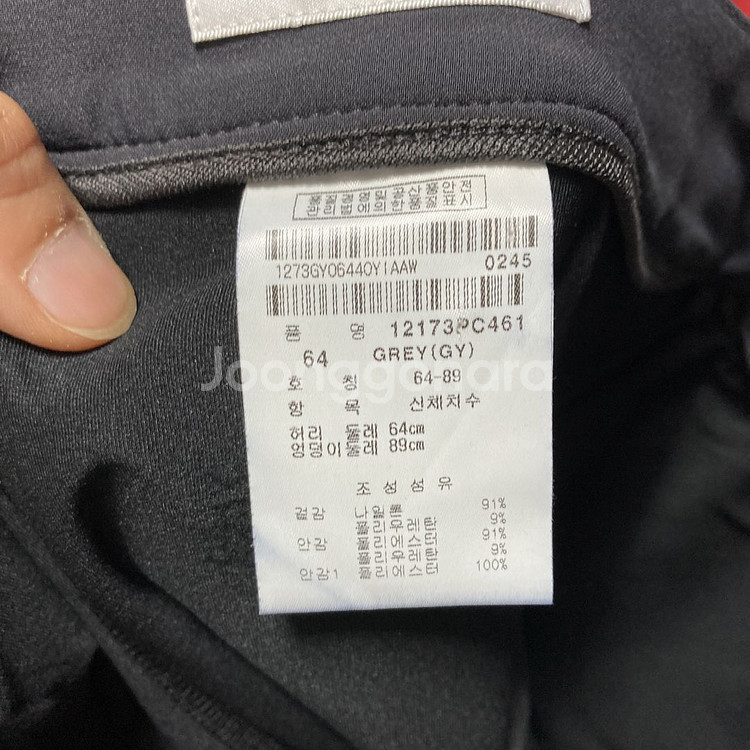 품질경영및공산품안전
관리법에의한품질표시
1273GY06440YIAAW 0245
품 명 12173PC461
64 GREY(GY)
호 칭 64-89
항 목 신체치수
허리 둘레 64cm
엉덩이둘레 89cm
조성섬유
겉감 나일론 91%
폴리우레탄 9%
안감 폴리에스터 91%
폴리우레탄 9%
안감1 폴리에스터 100%
Joonggonara